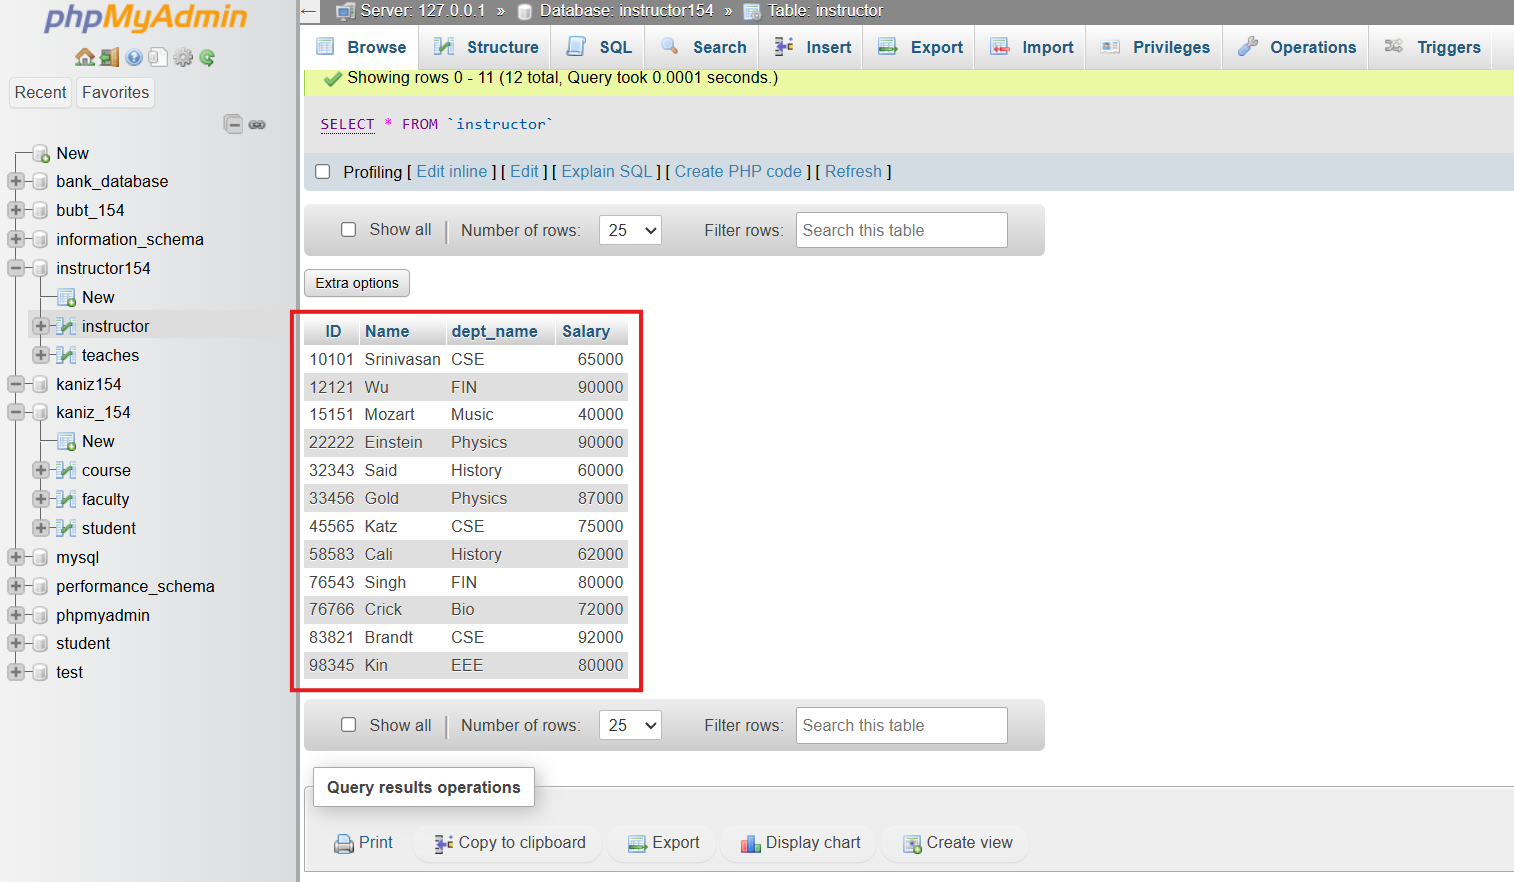 phpMyAdmin
Recent Favorites
New
bank_database
bubt_154
information_schema
instructor154
New
instructor
teaches
kaniz154
kaniz_154
New
course
faculty
student
mysql
performance_schema
phpmyadmin
student
test
← Server: 127.0.0.1 » Database: instructor154 » Table: instructor
Browse Structure SQL Search Insert Export Import Privileges Operations Triggers
Showing rows 0 - 11 (12 total, Query took 0.0001 seconds.)
SELECT * FROM `instructor`
Profiling [ Edit inline ] [ Edit ] [ Explain SQL ] [ Create PHP code ] [ Refresh ]
Show all Number of rows: 25 Filter rows: Search this table
Extra options
ID Name dept_name Salary
10101 Srinivasan CSE 65000
12121 Wu FIN 90000
15151 Mozart Music 40000
22222 Einstein Physics 90000
32343 Said History 60000
33456 Gold Physics 87000
45565 Katz CSE 75000
58583 Cali History 62000
76543 Singh FIN 80000
76766 Crick Bio 72000
83821 Brandt CSE 92000
98345 Kin EEE 80000
Show all Number of rows: 25 Filter rows: Search this table
Query results operations
Print Copy to clipboard Export Display chart Create view